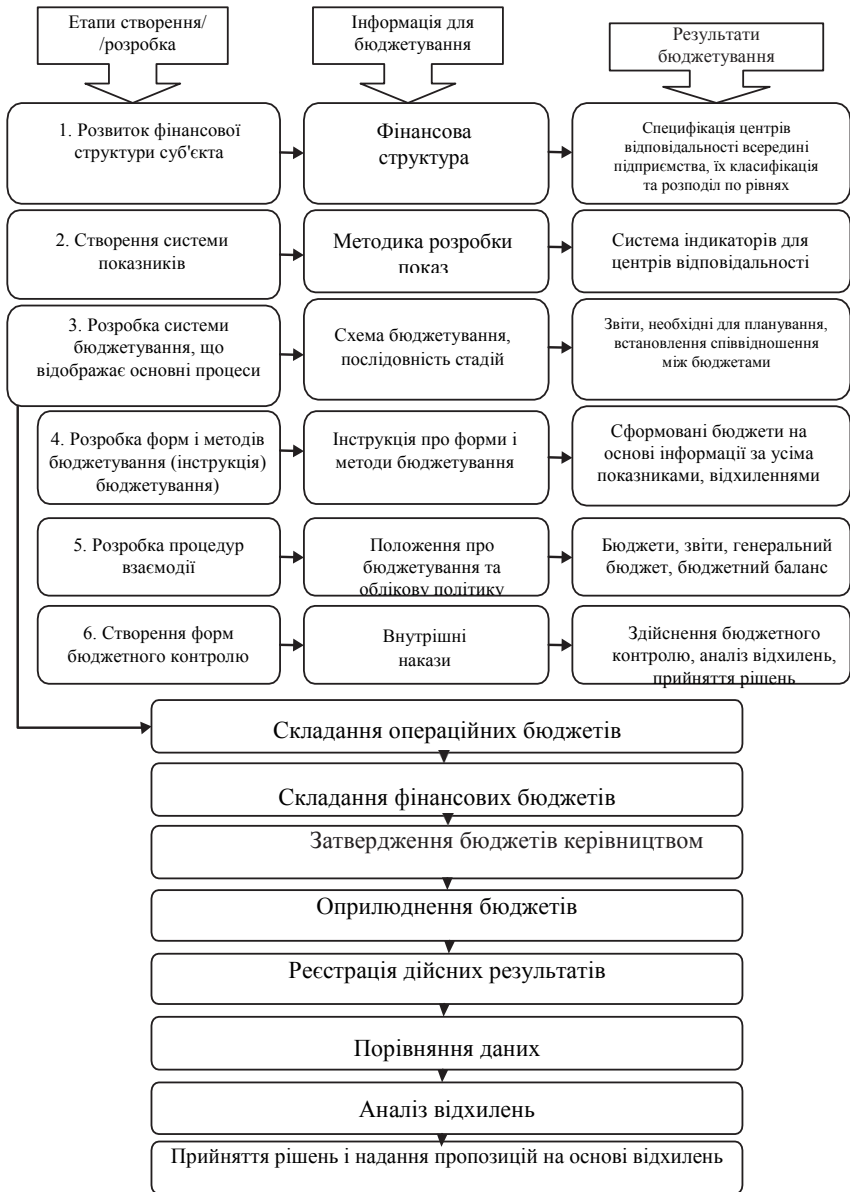 Етапи створення/
/розробка
Інформація для
бюджетування
Результати
бюджетування
1. Розвиток фінансової
структури суб'єкта
Фінансова
структура
Специфікація центрів
відповідальності всередині
підприємства, їх класифікація
та розподіл по рівнях
2. Створення системи
показників
Методика розробки
показ
Система індикаторів для
центрів відповідальності
3. Розробка системи
бюджетування, що
відображає основні процеси
Схема бюджетування,
послідовність стадій
Звіти, необхідні для планування,
встановлення співвідношення
між бюджетами
4. Розробка форм і методів
бюджетування (інструкція)
бюджетування)
Інструкція про форми і
методи бюджетування
Сформовані бюджети на
основі інформації за усіма
показниками, відхиленнями
5. Розробка процедур
взаємодії
Положення про
бюджетування та
облікову політику
Бюджети, звіти, генеральний
бюджет, бюджетний баланс
6. Створення форм
бюджетного контролю
Внутрішні
накази
Здійснення бюджетного
контролю, аналіз відхилень,
прийняття рішень
Складання операційних бюджетів
Складання фінансових бюджетів
Затвердження бюджетів керівництвом
Оприлюднення бюджетів
Реєстрація дійсних результатів
Порівняння даних
Аналіз відхилень
Прийняття рішень і надання пропозицій на основі відхилень